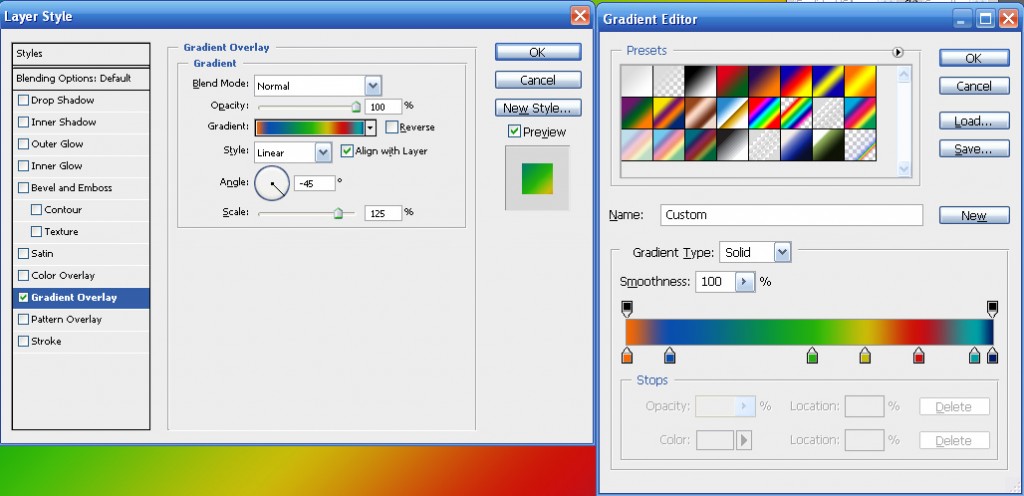 Layer Style
Styles
Blending Options: Default
Drop Shadow
Inner Shadow
Outer Glow
Inner Glow
Bevel and Emboss
Contour
Texture
Satin
Color Overlay
Gradient Overlay
Pattern Overlay
Stroke
Gradient Overlay
Gradient
Blend Mode: Normal
Opacity: 100 %
Gradient: Reverse
Style: Linear Align with Layer
Angle: -45 °
Scale: 125 %
OK
Cancel
New Style...
Preview
Gradient Editor
Presets
OK
Cancel
Load...
Save...
Name: Custom
New
Gradient Type: Solid
Smoothness: 100 %
Stops
Opacity: % Location: % Delete
Color: Location: % Delete